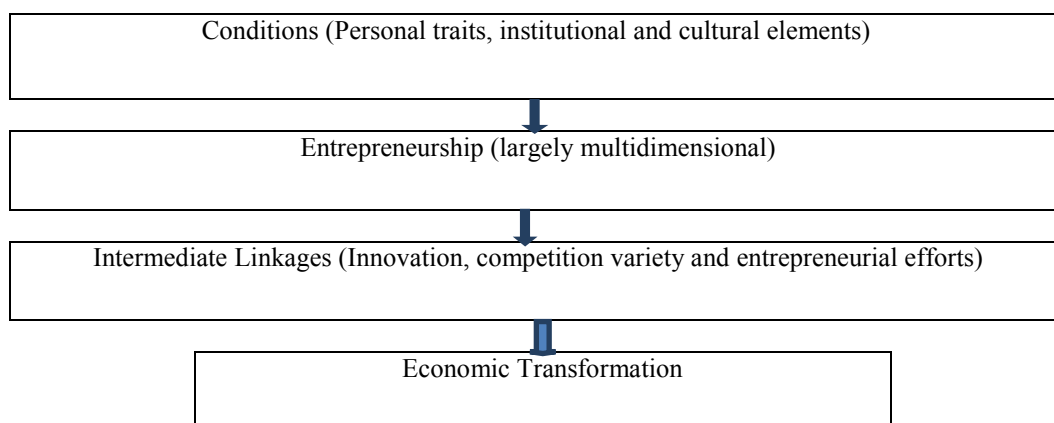 Conditions (Personal traits, institutional and cultural elements)
Entrepreneurship (largely multidimensional)
Intermediate Linkages (Innovation, competition variety and entrepreneurial efforts)
Economic Transformation